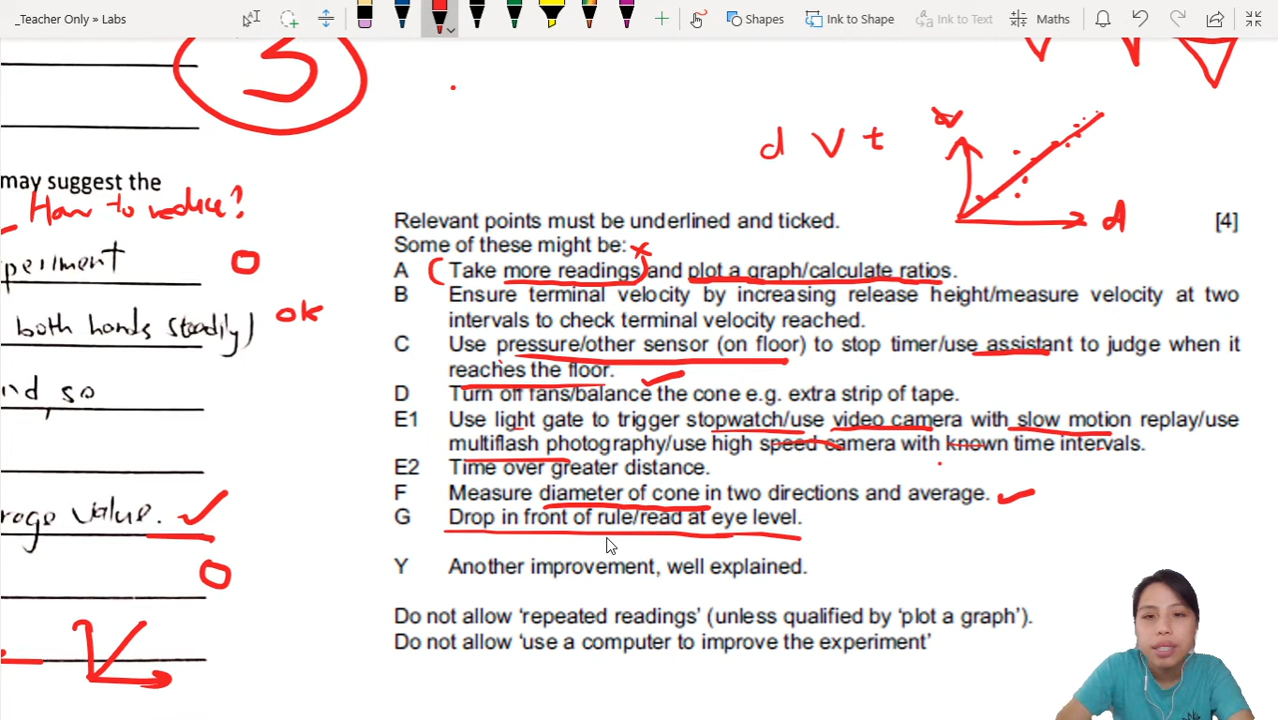 _Teacher Only » Labs
Shapes
Ink to Shape
Ink to Text
Maths
3
d v t
d
may suggest the
How to reduce?
periment
O
both hands steadily)
ok
nd so
rage value.
O
Relevant points must be underlined and ticked. [4]
Some of these might be:
A Take more readings and plot a graph/calculate ratios.
B Ensure terminal velocity by increasing release height/measure velocity at two
intervals to check terminal velocity reached.
C Use pressure/other sensor (on floor) to stop timer/use assistant to judge when it
reaches the floor.
D Turn off fans/balance the cone e.g. extra strip of tape.
E1 Use light gate to trigger stopwatch/use video camera with slow motion replay/use
multiflash photography/use high speed camera with known time intervals.
E2 Time over greater distance.
F Measure diameter of cone in two directions and average.
G Drop in front of rule/read at eye level.
Y Another improvement, well explained.
Do not allow ‘repeated readings’ (unless qualified by ‘plot a graph’).
Do not allow ‘use a computer to improve the experiment’